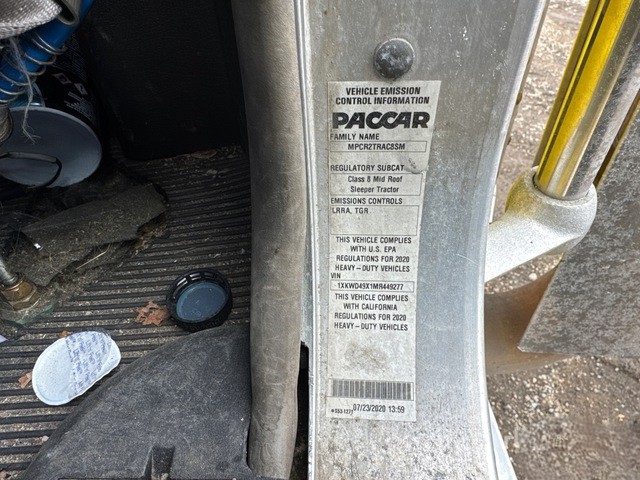 VEHICLE EMISSION
CONTROL INFORMATION
PACCAR
FAMILY NAME
MPCR2TRAC8SM
REGULATORY SUBCAT
Class 8 Mid Roof
Sleeper Tractor
EMISSIONS CONTROLS
LRRA, TGR
THIS VEHICLE COMPLIES
WITH U.S. EPA
REGULATIONS FOR 2020
HEAVY-DUTY VEHICLES
VIN
1XKWD49X1MR449277
THIS VEHICLE COMPLIES
WITH CALIFORNIA
REGULATIONS FOR 2020
HEAVY-DUTY VEHICLES
07/23/2020 13:59